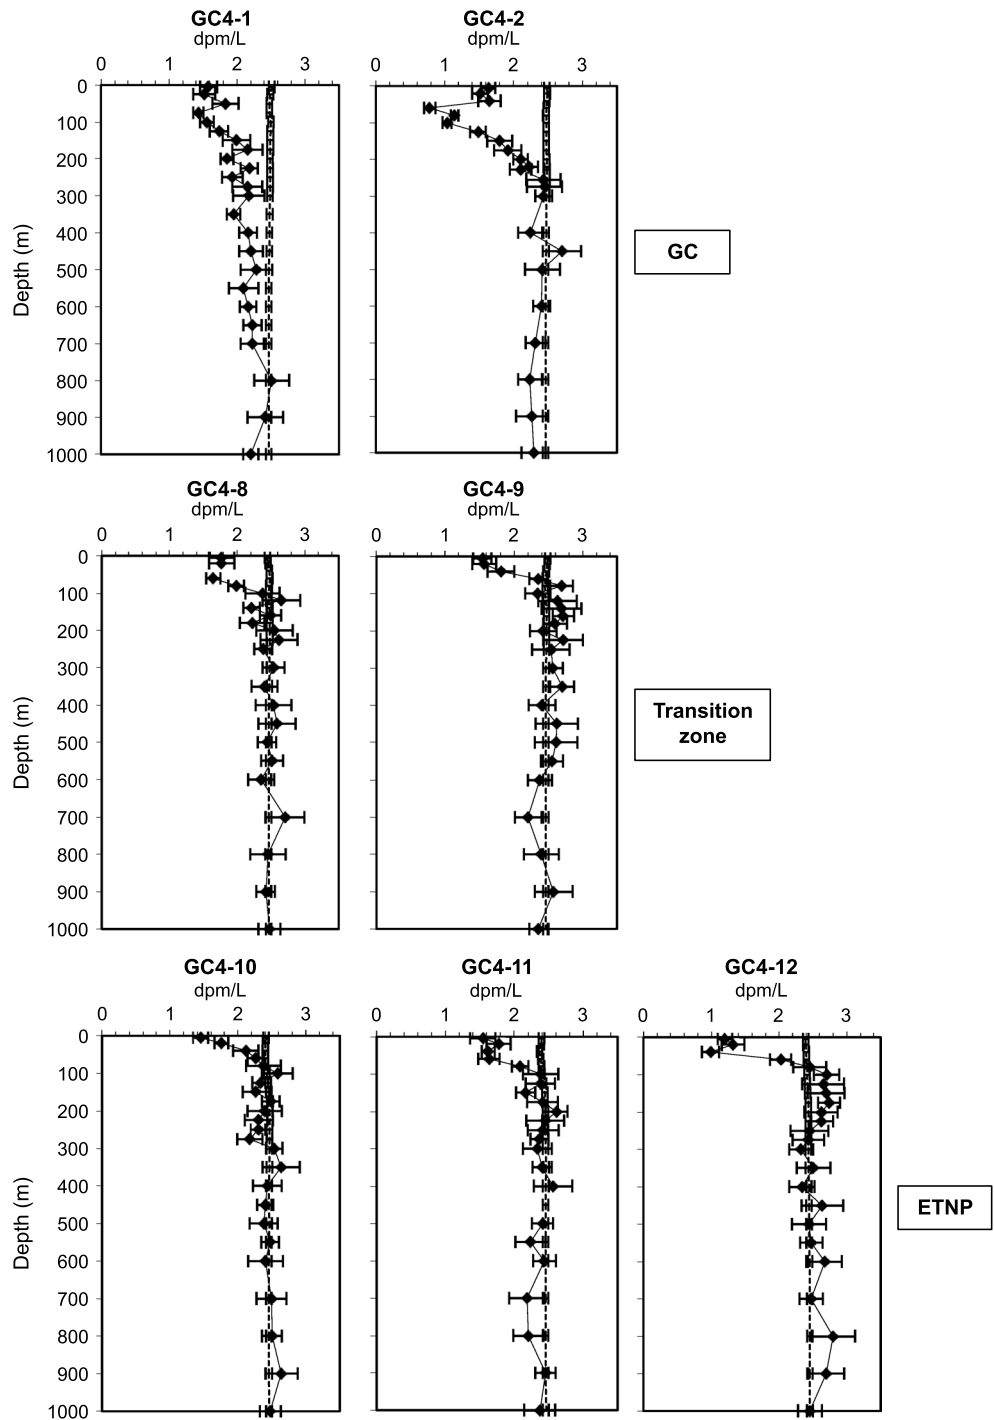 GC4-1 GC4-2
dpm/L dpm/L
0 1 2 3 0 1 2 3
0
100
200
300
400
500
600
700
800
900
1000
Depth (m)
GC
GC4-8 GC4-9
dpm/L dpm/L
0 1 2 3 0 1 2 3
0
100
200
300
400
500
600
700
800
900
1000
Depth (m)
Transition
zone
GC4-10 GC4-11 GC4-12
dpm/L dpm/L dpm/L
0 1 2 3 0 1 2 3 0 1 2 3
0
100
200
300
400
500
600
700
800
900
1000
Depth (m)
ETNP